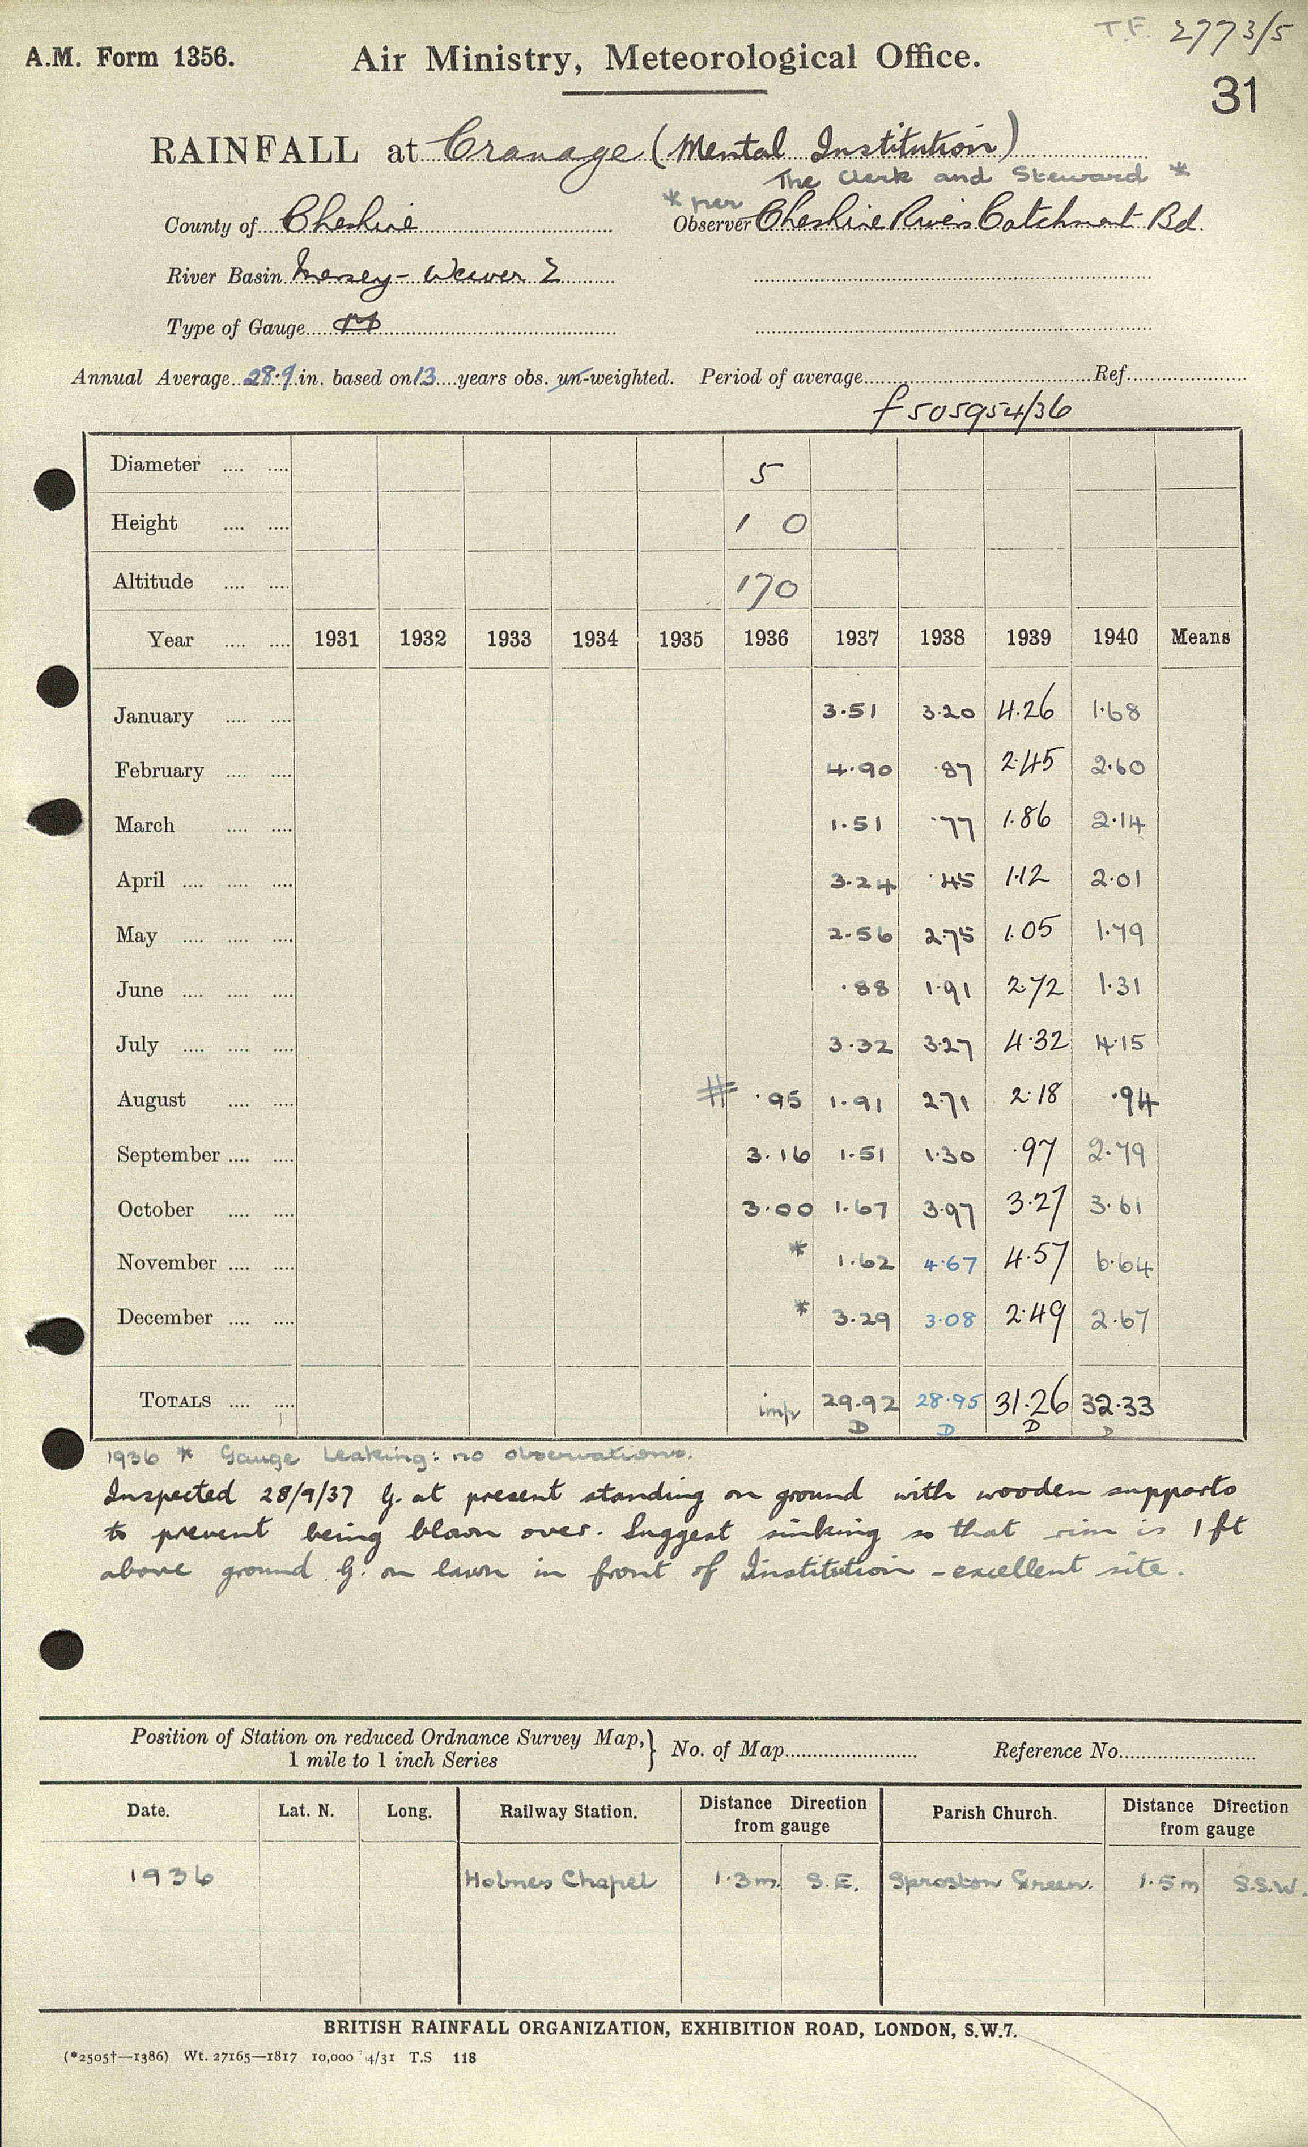 T.F. 2773/5
A.M. Form 1356. Air Ministry, Meteorological Office.
31
RAINFALL at Cranage (Mental Institution)
The Clerk and Steward *
* per
County of Cheshire Observer Cheshire Rivers Catchment Bd.
River Basin Mersey - Weaver E
Type of Gauge M
Annual Average 28.9 in. based on 13 years obs. un-weighted. Period of average Ref.
f 505954/36
Diameter 5
Height 1 0
Altitude 170
Year 1931 1932 1933 1934 1935 1936 1937 1938 1939 1940 Means
January 3.51 3.20 4.26 1.68
February 4.90 .87 2.45 2.60
March 1.51 .77 1.86 2.14
April 3.24 .45 1.12 2.01
May 2.56 2.75 1.05 1.79
June .88 1.91 2.72 1.31
July 3.32 3.27 4.32 4.15
August # .95 1.91 2.71 2.18 .94
September 3.16 1.51 1.30 .97 2.79
October 3.00 1.67 3.97 3.27 3.61
November * 1.62 4.67 4.57 6.64
December * 3.29 3.08 2.49 2.67
TOTALS imp 29.92 28.95 31.26 32.33
D D D D
1936 * Gauge leaking: no observations.
Inspected 28/9/37 G. at present standing on ground with wooden supports
to prevent being blown over. Suggest sinking so that rim is 1 ft
above ground. G. on lawn in front of Institution - excellent site.
Position of Station on reduced Ordnance Survey Map, } No. of Map Reference No.
1 mile to 1 inch Series
Date. Lat. N. Long. Railway Station. Distance Direction from gauge Parish Church. Distance Direction from gauge
1936 Holmes Chapel 1.3m. S.E. Sproston Green. 1.5m S.S.W.
BRITISH RAINFALL ORGANIZATION, EXHIBITION ROAD, LONDON, S.W.7.
(*2505†—1386) Wt. 27165—1817 10,000 4/31 T.S 118